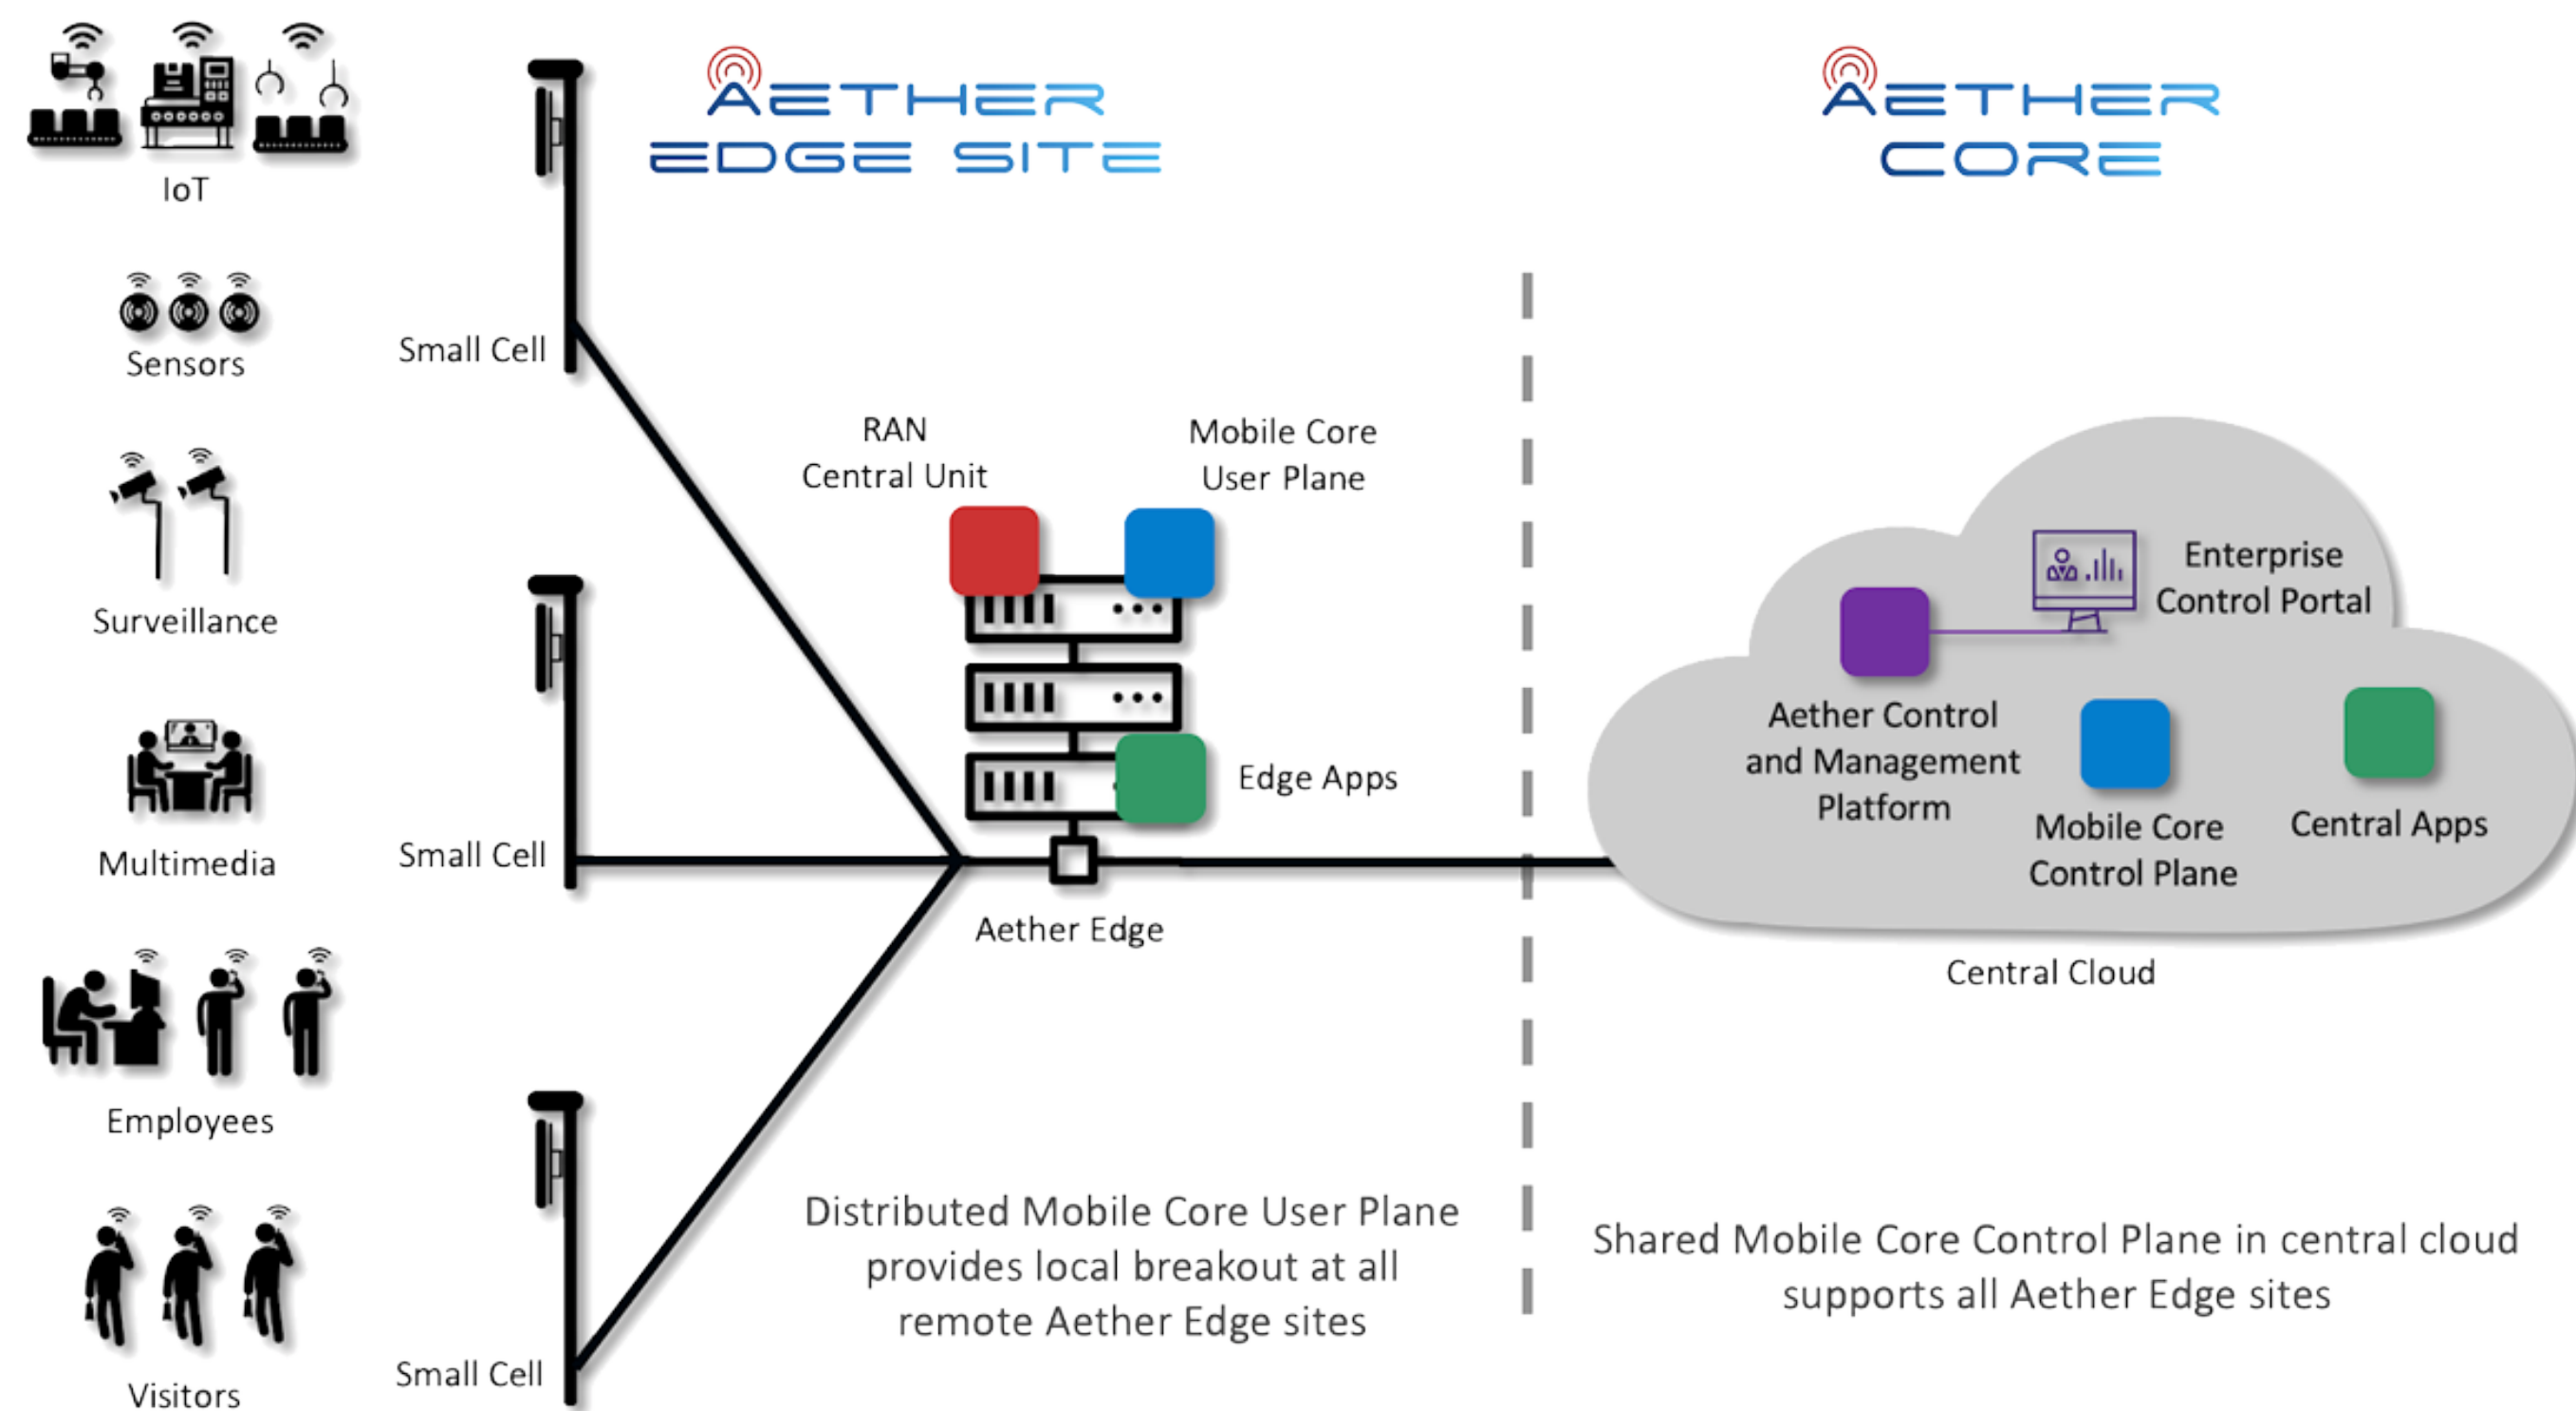 AETHER
EDGE SITE
AETHER
CORE
IoT
Sensors
Surveillance
Multimedia
Employees
Visitors
Small Cell
Small Cell
Small Cell
RAN
Central Unit
Mobile Core
User Plane
Edge Apps
Aether Edge
Distributed Mobile Core User Plane
provides local breakout at all
remote Aether Edge sites
Enterprise
Control Portal
Aether Control
and Management
Platform
Mobile Core
Control Plane
Central Apps
Central Cloud
Shared Mobile Core Control Plane in central cloud
supports all Aether Edge sites